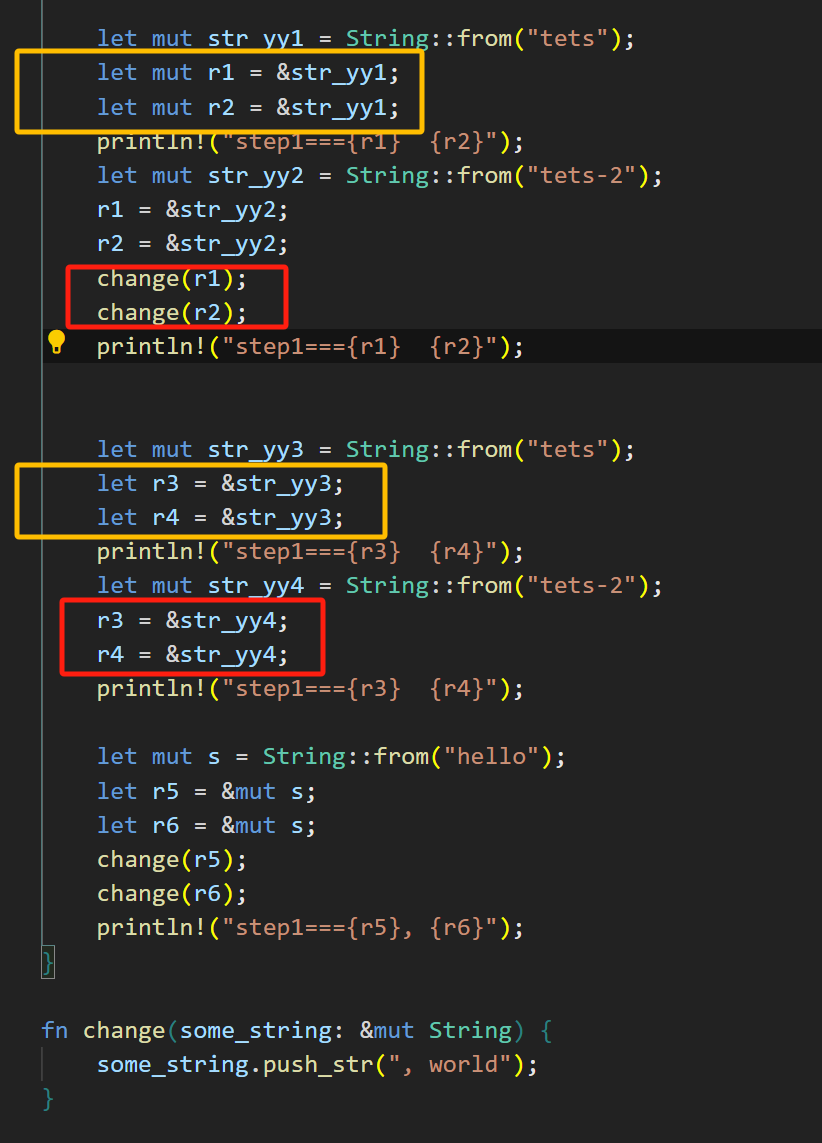 let mut str_yy1 = String::from("tets");
let mut r1 = &str_yy1;
let mut r2 = &str_yy1;
println!("step1==={r1}  {r2}");
let mut str_yy2 = String::from("tets-2");
r1 = &str_yy2;
r2 = &str_yy2;
change(r1);
change(r2);
println!("step1==={r1}  {r2}");
let mut str_yy3 = String::from("tets");
let r3 = &str_yy3;
let r4 = &str_yy3;
println!("step1==={r3}  {r4}");
let mut str_yy4 = String::from("tets-2");
r3 = &str_yy4;
r4 = &str_yy4;
println!("step1==={r3}  {r4}");
let mut s = String::from("hello");
let r5 = &mut s;
let r6 = &mut s;
change(r5);
change(r6);
println!("step1==={r5}, {r6}");
}
fn change(some_string: &mut String) {
some_string.push_str(", world");
}